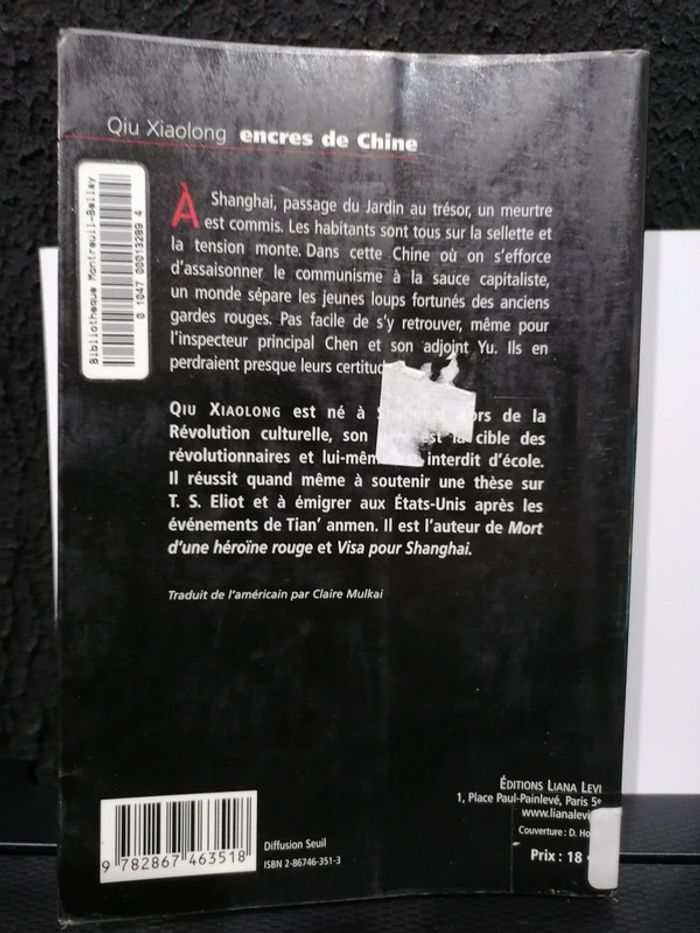 Qiu Xiaolong encres de Chine
À Shanghai, passage du Jardin au trésor, un meurtre
est commis. Les habitants sont tous sur la sellette et
la tension monte. Dans cette Chine où on s'efforce
d'assaisonner le communisme à la sauce capitaliste,
un monde sépare les jeunes loups fortunés des anciens
gardes rouges. Pas facile de s'y retrouver, même pour
l'inspecteur principal Chen et son adjoint Yu. Ils en
perdraient presque leurs
QIU XIAOLONG est né à de la
Révolution culturelle, son est la cible des
révolutionnaires et interdit d'école.
Il réussit quand même à soutenir une thèse sur
T. S. Eliot et à émigrer aux États-Unis après les
événements de Tian' anmen. Il est l'auteur de Mort
d'une héroïne rouge et Visa pour Shanghai.
Traduit de l'américain par Claire Mulkai
Bibliotheque Montreuil-Bellay
0 1047 00013289 4
ÉDITIONS LIANA LEVI
1, Place Paul-Painlevé, Paris 5e
Couverture : D.
Prix : 18
9 782867 463518
Diffusion Seuil
ISBN 2-86746-351-3